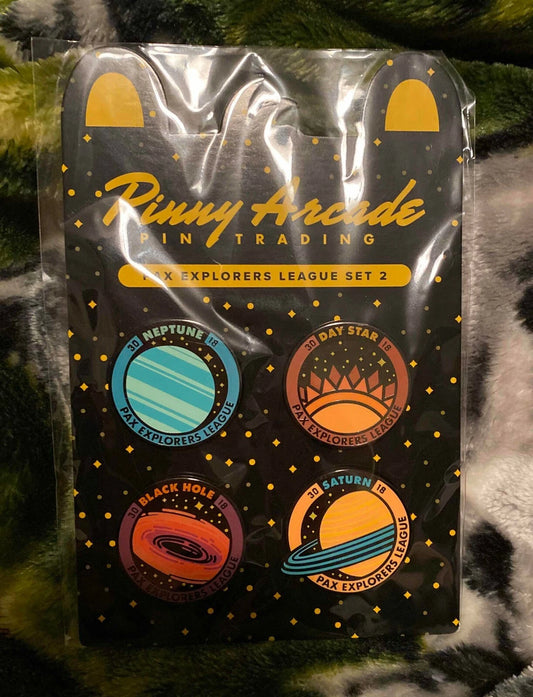 Pinny Arcade
PIN TRADING
PAX EXPLORERS LEAGUE SET 2
30 NEPTUNE 18
PAX EXPLORERS LEAGUE
30 DAY STAR 18
PAX EXPLORERS LEAGUE
30 BLACK HOLE 18
PAX EXPLORERS LEAGUE
30 SATURN 18
PAX EXPLORERS LEAGUE